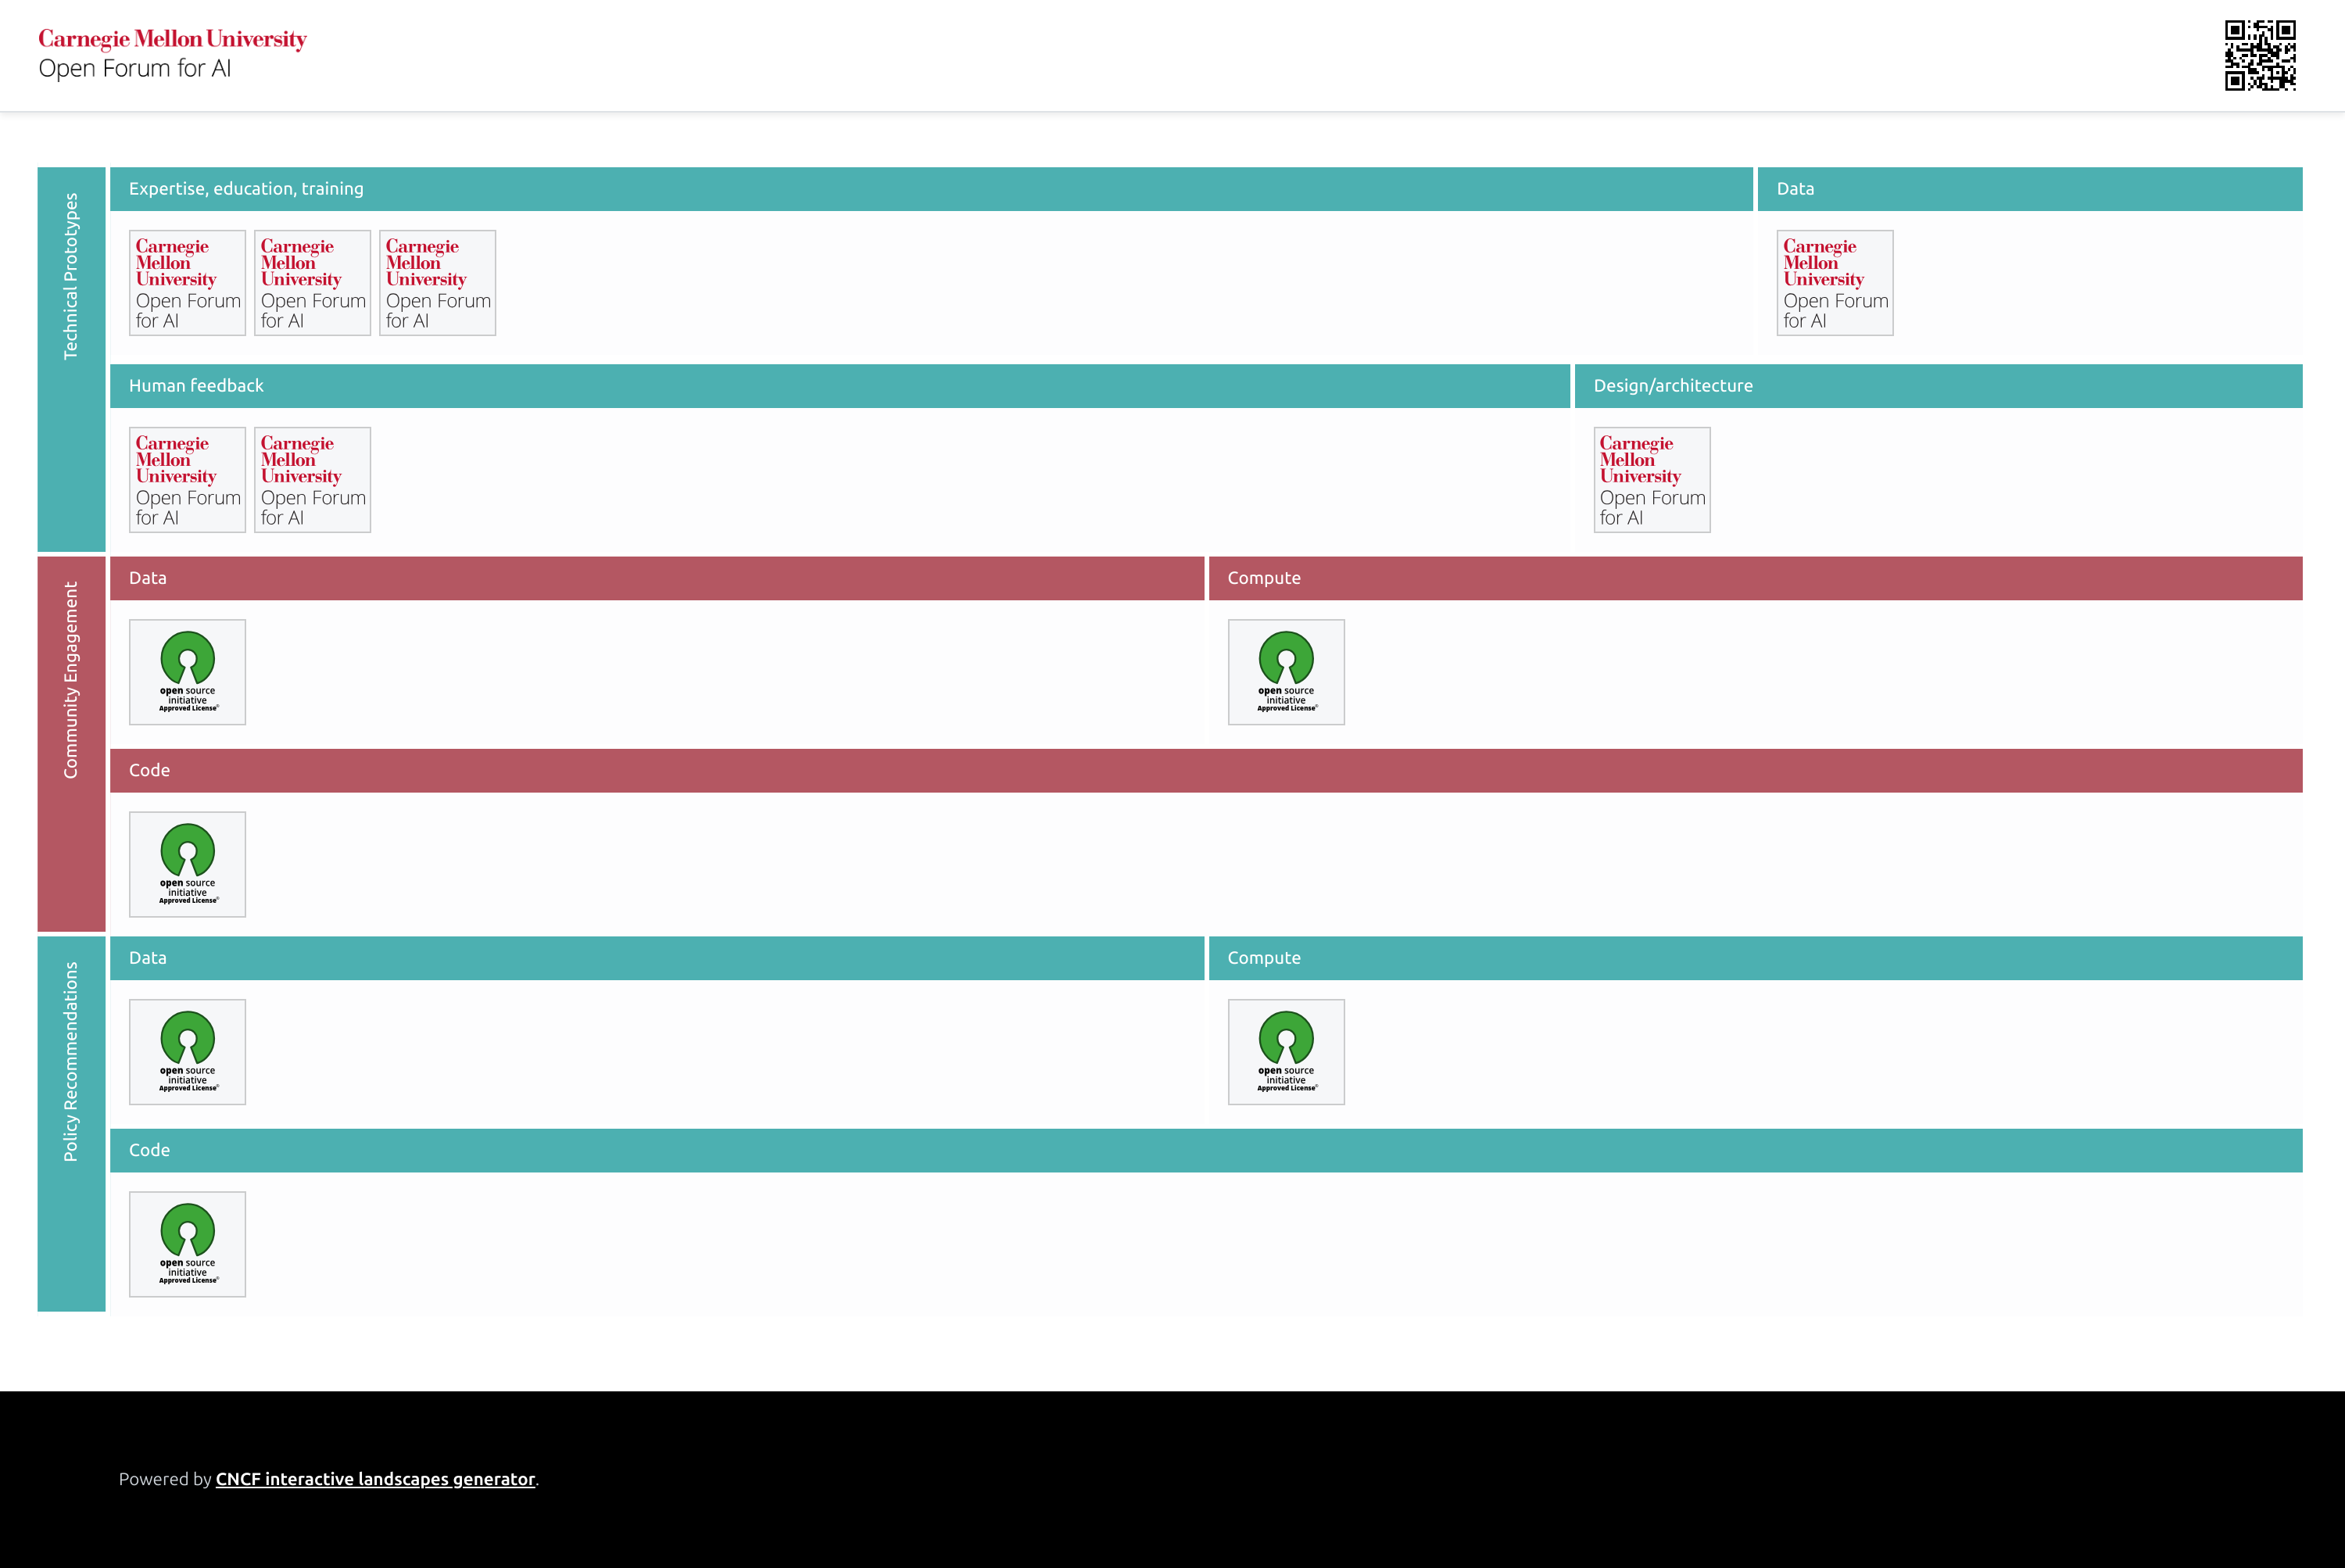 Carnegie Mellon University
Open Forum for AI
Technical Prototypes
Expertise, education, training
Carnegie
Mellon
University
Open Forum
for AI
Carnegie
Mellon
University
Open Forum
for AI
Carnegie
Mellon
University
Open Forum
for AI
Data
Carnegie
Mellon
University
Open Forum
for AI
Human feedback
Carnegie
Mellon
University
Open Forum
for AI
Carnegie
Mellon
University
Open Forum
for AI
Design/architecture
Carnegie
Mellon
University
Open Forum
for AI
Community Engagement
Data
open source
initiative
Approved License®
Compute
open source
initiative
Approved License®
Code
open source
initiative
Approved License®
Policy Recommendations
Data
open source
initiative
Approved License®
Compute
open source
initiative
Approved License®
Code
open source
initiative
Approved License®
Powered by CNCF interactive landscapes generator.